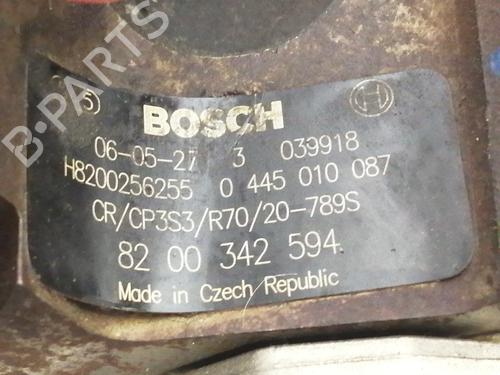 B-PARTS
5
BOSCH
06-05-27 3 039918
H8200256255 0 445 010 087
CR/CP3S3/R70/20-789S
82 00 342 594
Made in Czech Republic